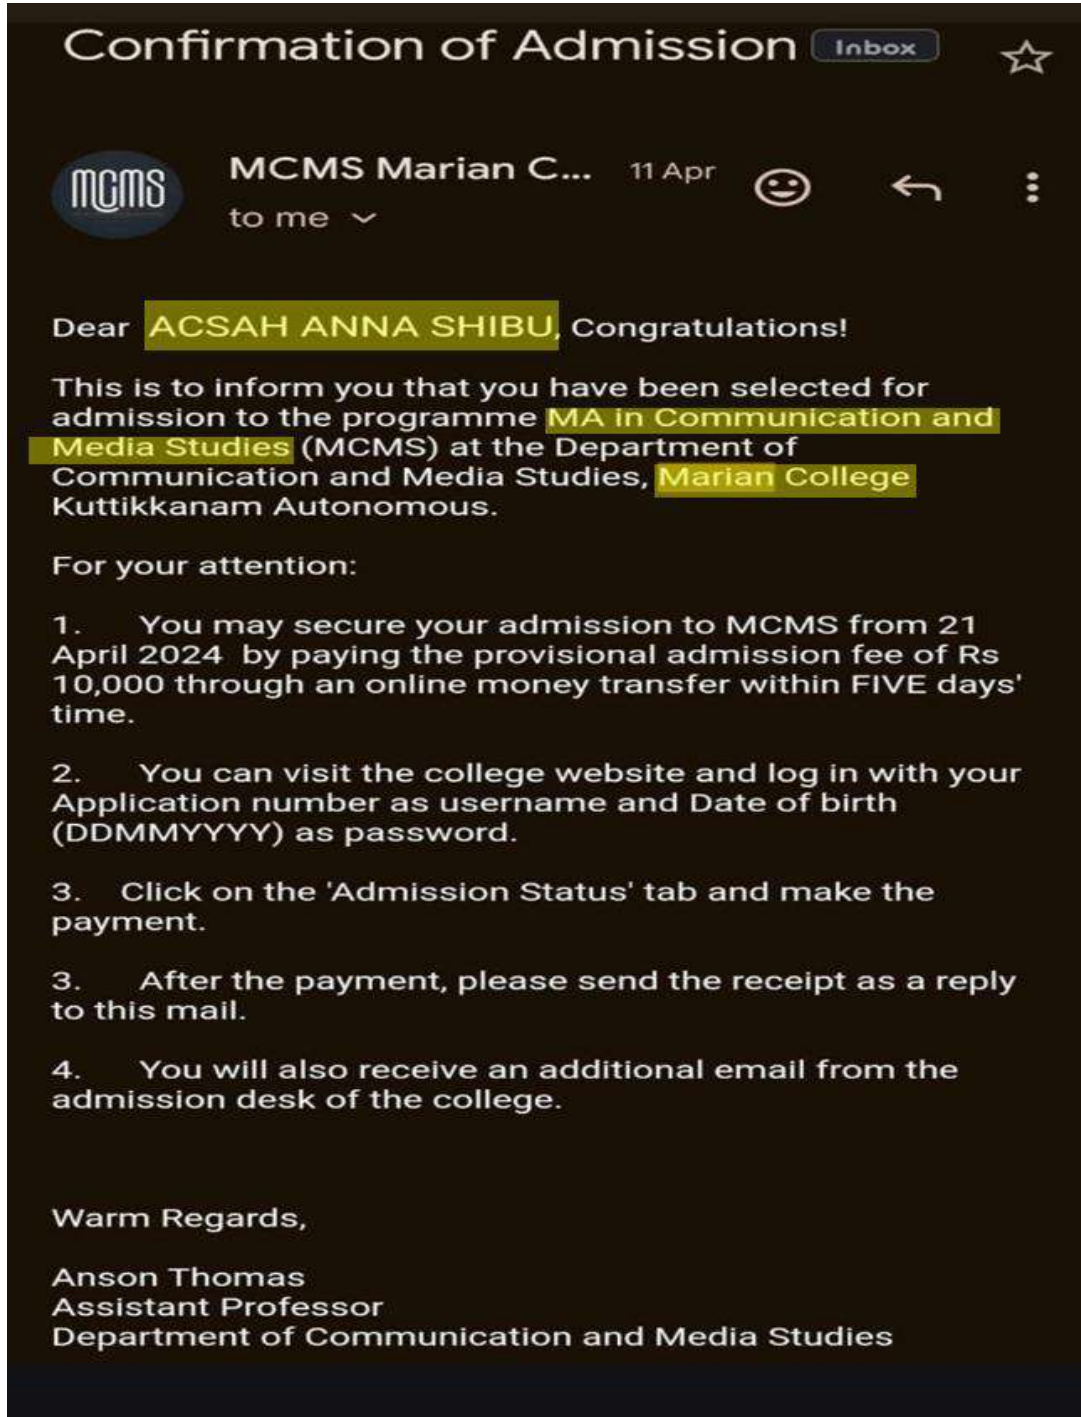 Confirmation of Admission Inbox
mcms
MCMS Marian C... 11 Apr
to me
Dear ACSAH ANNA SHIBU, Congratulations!
This is to inform you that you have been selected for
admission to the programme MA in Communication and
Media Studies (MCMS) at the Department of
Communication and Media Studies, Marian College
Kuttikkanam Autonomous.
For your attention:
1. You may secure your admission to MCMS from 21
April 2024 by paying the provisional admission fee of Rs
10,000 through an online money transfer within FIVE days'
time.
2. You can visit the college website and log in with your
Application number as username and Date of birth
(DDMMYYYY) as password.
3. Click on the 'Admission Status' tab and make the
payment.
3. After the payment, please send the receipt as a reply
to this mail.
4. You will also receive an additional email from the
admission desk of the college.
Warm Regards,
Anson Thomas
Assistant Professor
Department of Communication and Media Studies